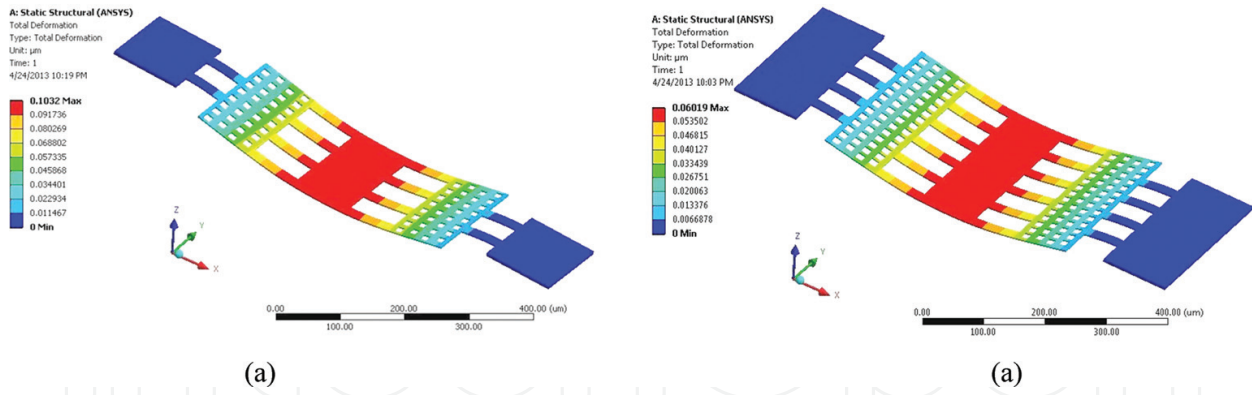 A: Static Structural (ANSYS)
Total Deformation
Type: Total Deformation
Unit: µm
Time: 1
4/24/2013 10:19 PM
0.1032 Max
0.091736
0.080269
0.068802
0.057335
0.045868
0.034401
0.022934
0.011467
0 Min
Z
Y
X
0.00
200.00
400.00 (um)
100.00
300.00
(a)
A: Static Structural (ANSYS)
Total Deformation
Type: Total Deformation
Unit: µm
Time: 1
4/24/2013 10:03 PM
0.06019 Max
0.053502
0.046815
0.040127
0.033439
0.026751
0.020063
0.013376
0.0066878
0 Min
Z
Y
X
0.00
200.00
400.00 (um)
100.00
300.00
(a)